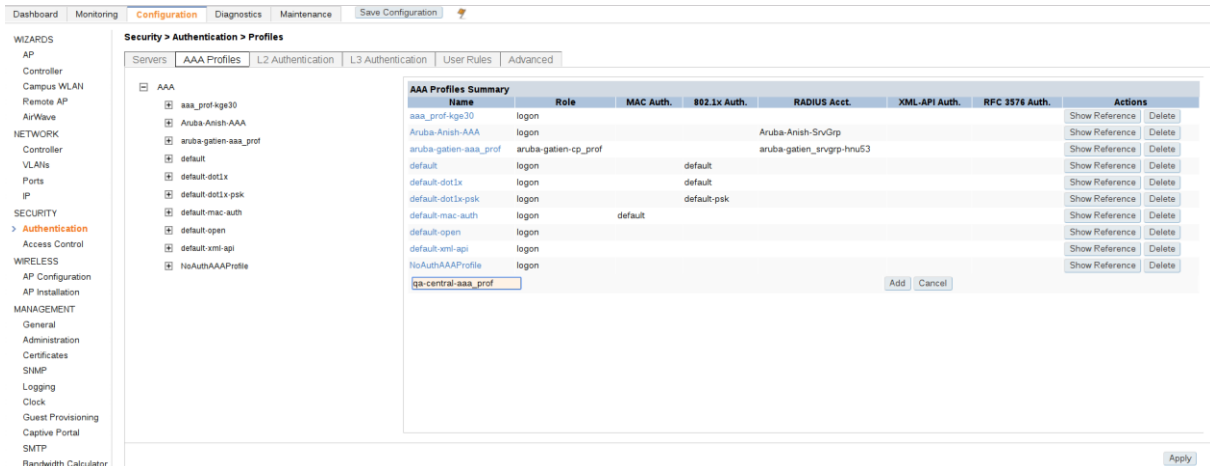 Dashboard Monitoring Configuration Diagnostics Maintenance Save Configuration
WIZARDS
AP
Controller
Campus WLAN
Remote AP
AirWave
NETWORK
Controller
VLANs
Ports
IP
SECURITY
> Authentication
Access Control
WIRELESS
AP Configuration
AP Installation
MANAGEMENT
General
Administration
Certificates
SNMP
Logging
Clock
Guest Provisioning
Captive Portal
SMTP
Bandwidth Calculator
Security > Authentication > Profiles
Servers AAA Profiles L2 Authentication L3 Authentication User Rules Advanced
AAA
aaa_prof-kge30
Aruba-Anish-AAA
aruba-gatien-aaa_prof
default
default-dot1x
default-dot1x-psk
default-mac-auth
default-open
default-xml-api
NoAuthAAAProfile
AAA Profiles Summary
Name Role MAC Auth. 802.1x Auth. RADIUS Acct. XML-API Auth. RFC 3576 Auth. Actions
aaa_prof-kge30 logon Show Reference Delete
Aruba-Anish-AAA logon Aruba-Anish-SrvGrp Show Reference Delete
aruba-gatien-aaa_prof aruba-gatien-cp_prof aruba-gatien_srvgrp-hnu53 Show Reference Delete
default logon default Show Reference Delete
default-dot1x logon default Show Reference Delete
default-dot1x-psk logon default-psk Show Reference Delete
default-mac-auth logon default Show Reference Delete
default-open logon Show Reference Delete
default-xml-api logon Show Reference Delete
NoAuthAAAProfile logon Show Reference Delete
qa-central-aaa_prof Add Cancel
Apply